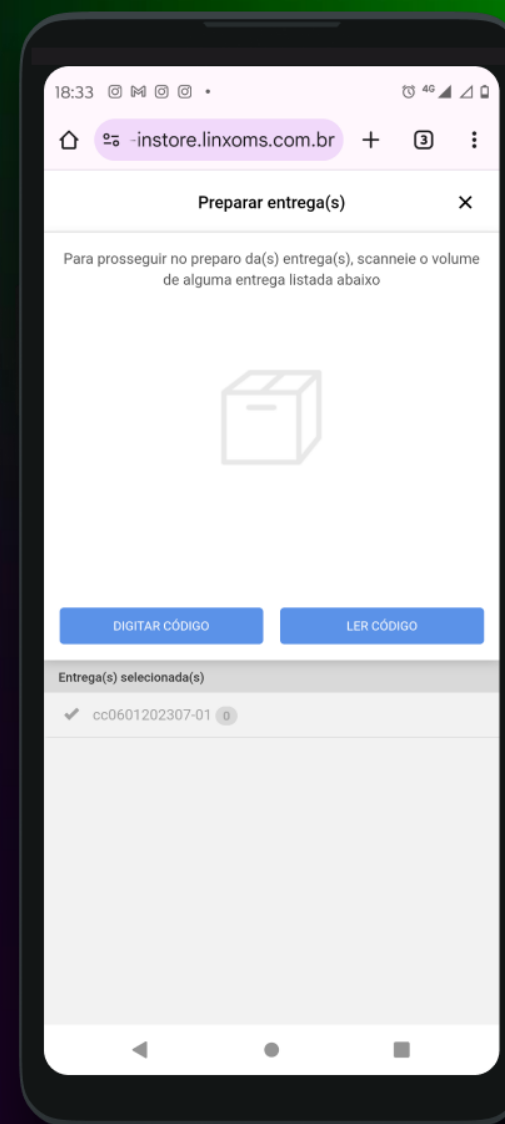 18:33
4G
-instore.linxoms.com.br
3
Preparar entrega(s)
Para prosseguir no preparo da(s) entrega(s), scanneie o volume
de alguma entrega listada abaixo
DIGITAR CÓDIGO
LER CÓDIGO
Entrega(s) selecionada(s)
cc0601202307-01 0